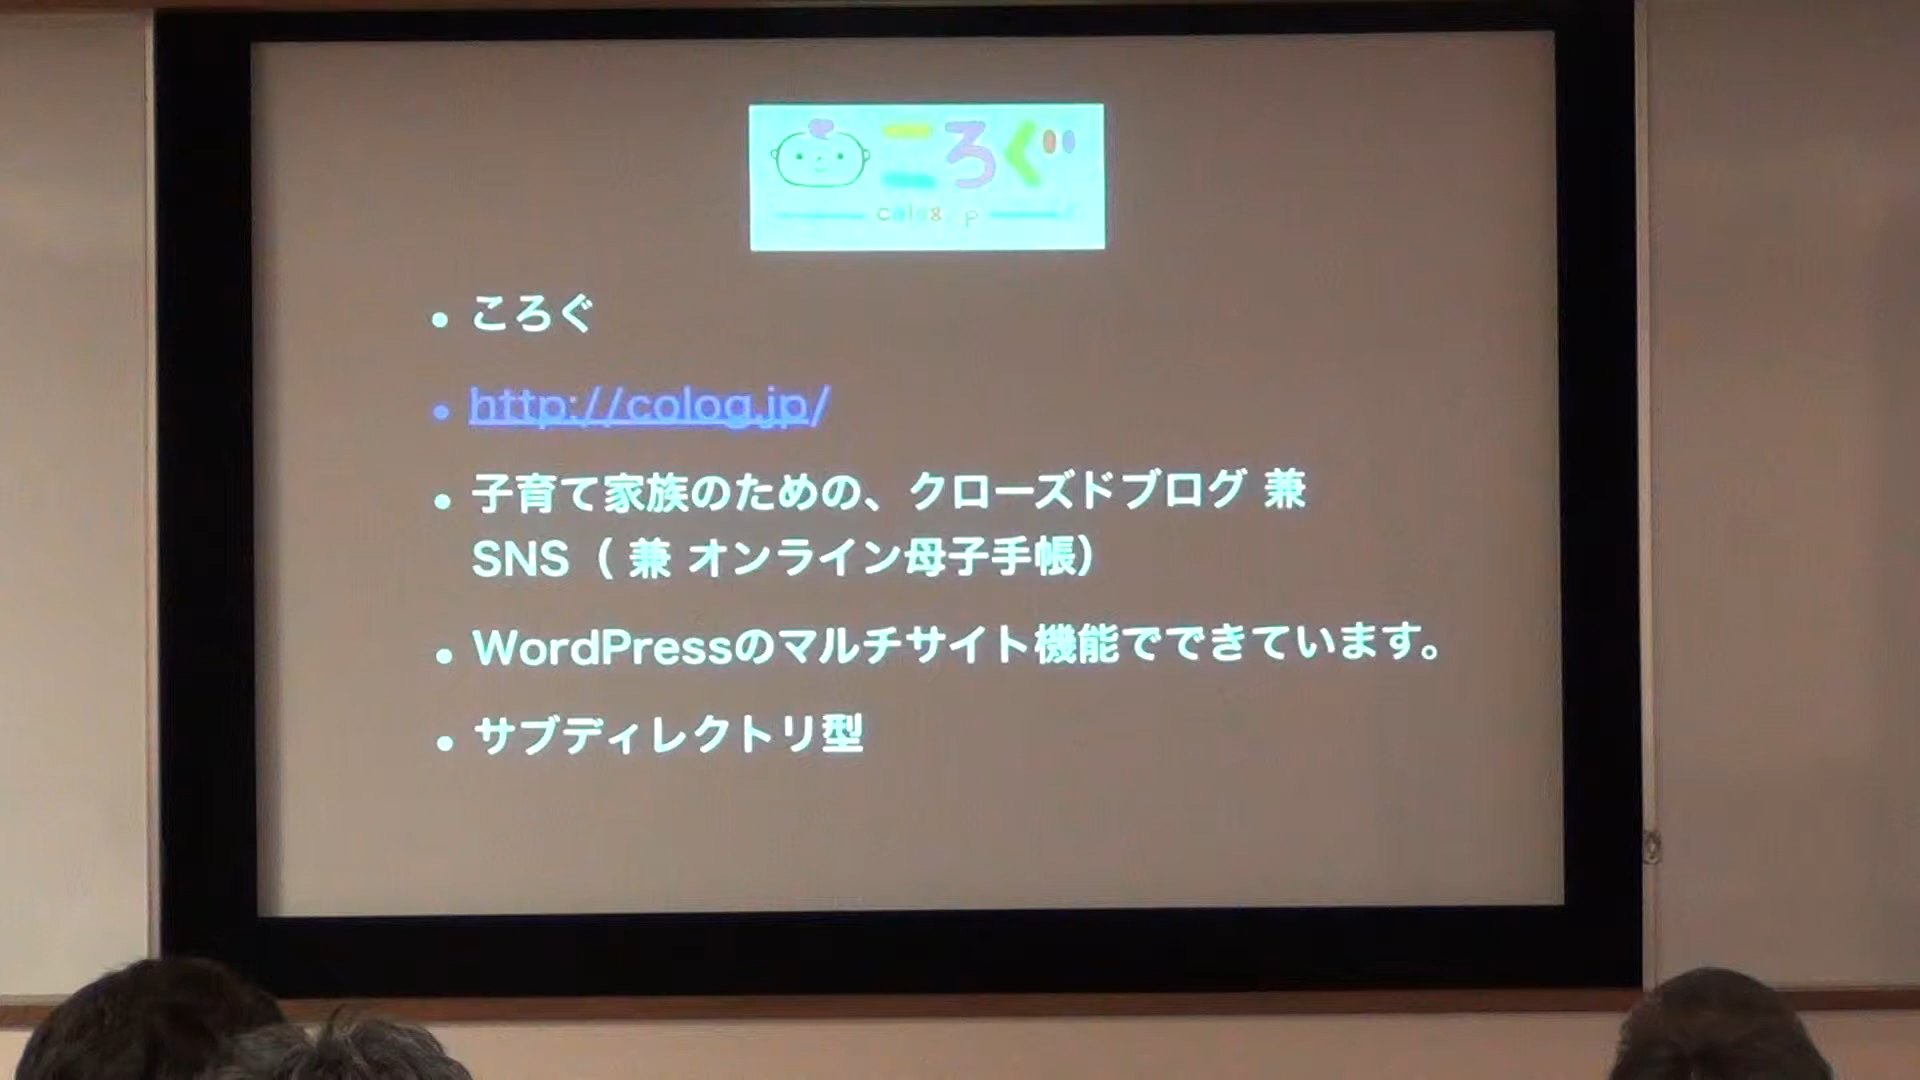 ころぐ
• ころぐ
• http://colog.jp/
• 子育て家族のための、クローズドブログ 兼
SNS（ 兼 オンライン母子手帳）
• WordPressのマルチサイト機能でできています。
• サブディレクトリ型